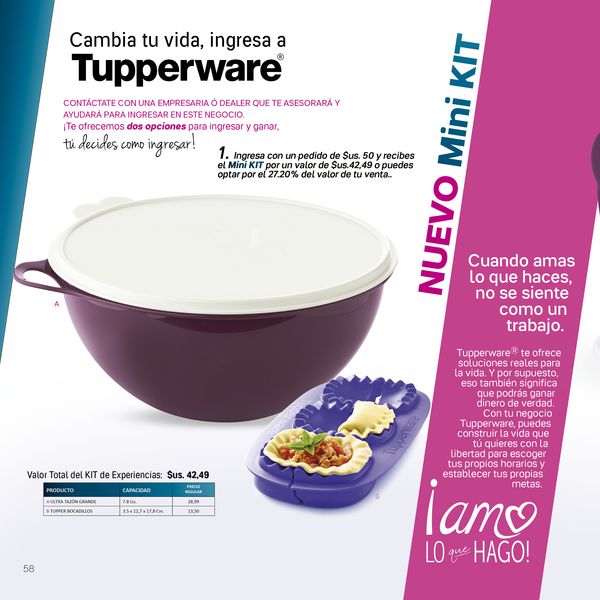 Cambia tu vida, ingresa a
Tupperware®
CONTÁCTATE CON UNA EMPRESARIA Ó DEALER QUE TE ASESORARÁ Y
AYUDARÁ PARA INGRESAR EN ESTE NEGOCIO.
¡Te ofrecemos dos opciones para ingresar y ganar,
tú decides como ingresar!
1. Ingresa con un pedido de $us. 50 y recibes
el Mini KIT por un valor de $us.42,49 o puedes
optar por el 27.20% del valor de tu venta..
NUEVO Mini KIT
Cuando amas
lo que haces,
no se siente
como un
trabajo.
Tupperware® te ofrece
soluciones reales para
la vida. Y por supuesto,
eso también significa
que podrás ganar
dinero de verdad.
Con tu negocio
Tupperware, puedes
construir la vida que
tú quieres con la
libertad para escoger
tus propios horarios y
establecer tus propias
metas.
¡amo
LO que HAGO!
A
Tupperware
B
Valor Total del KIT de Experiencias: $us. 42,49
PRODUCTO CAPACIDAD PRECIO REGULAR
A ULTRA TAZÓN GRANDE 7.8 Lts. 28,99
B TUPPER BOCADILLOS 3.5 x 12,7 x 17,8 Cm. 13,50
58